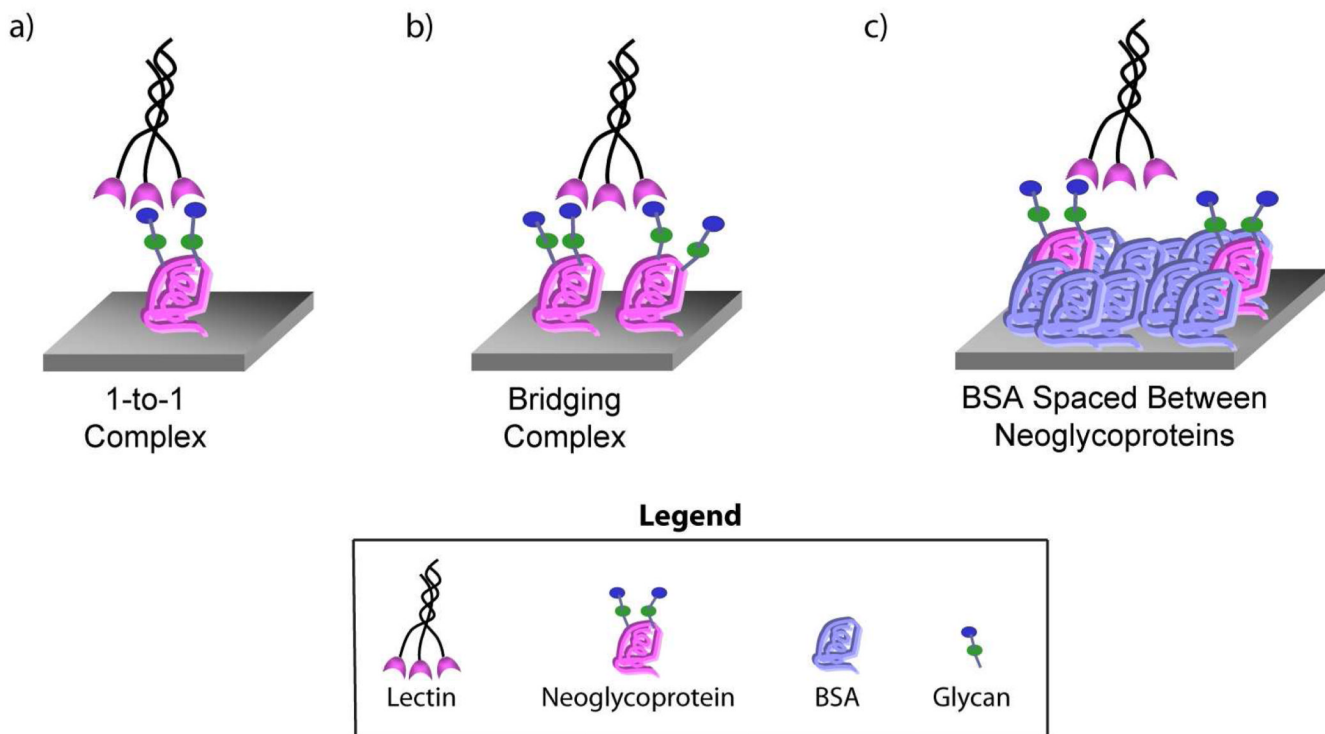 a)
b)
c)
1-to-1
Complex
Bridging
Complex
BSA Spaced Between
Neoglycoproteins
Legend
Lectin
Neoglycoprotein
BSA
Glycan